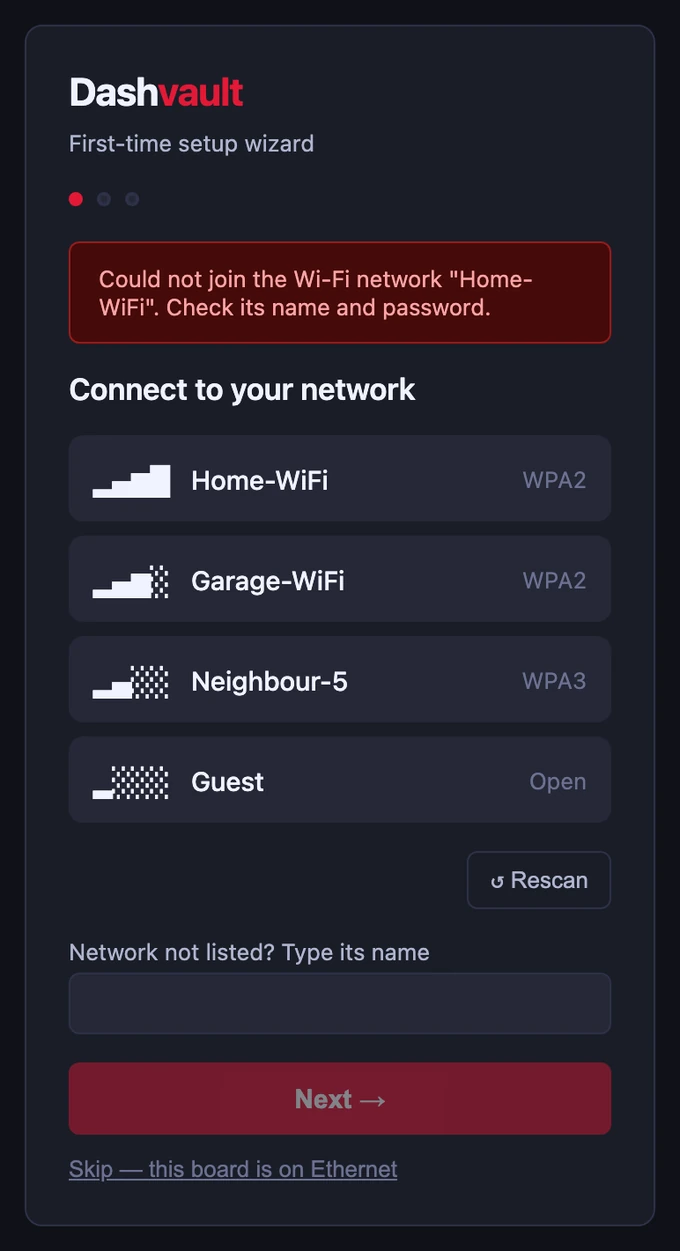 Dashvault
First-time setup wizard
Could not join the Wi-Fi network "Home-
WiFi". Check its name and password.
Connect to your network
Home-WiFi WPA2
Garage-WiFi WPA2
Neighbour-5 WPA3
Guest Open
↺ Rescan
Network not listed? Type its name
Next →
Skip — this board is on Ethernet